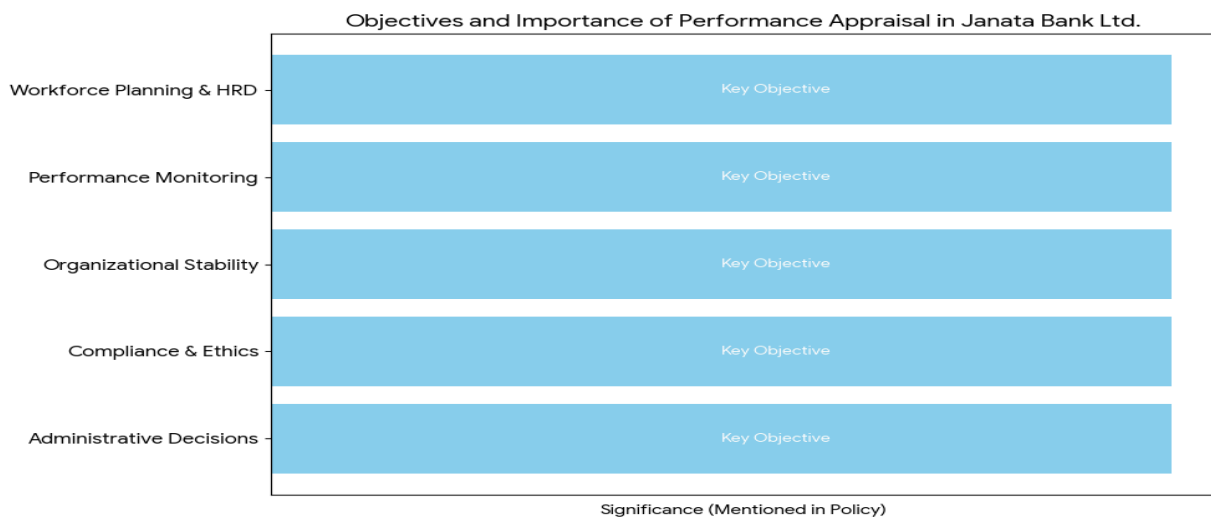 Objectives and Importance of Performance Appraisal in Janata Bank Ltd.
Workforce Planning & HRD
Key Objective
Performance Monitoring
Key Objective
Organizational Stability
Key Objective
Compliance & Ethics
Key Objective
Administrative Decisions
Key Objective
Significance (Mentioned in Policy)